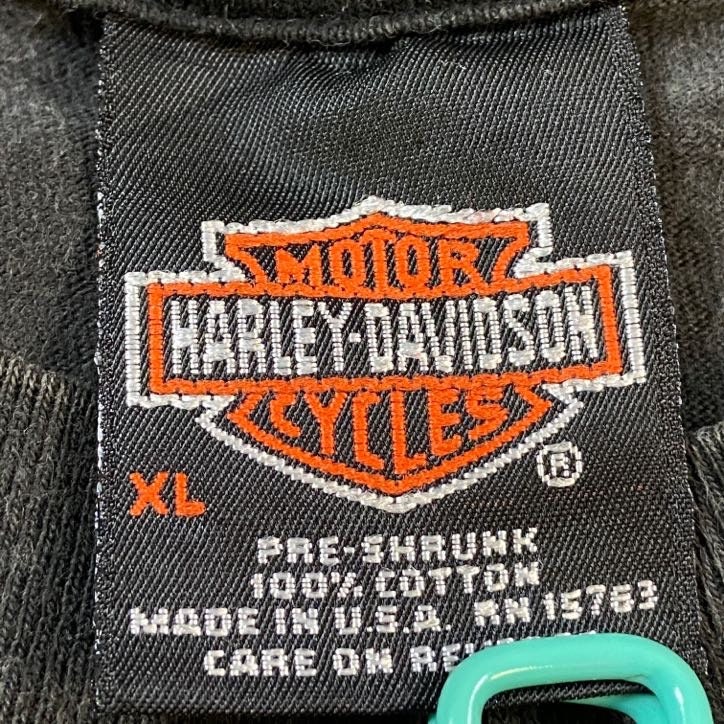 MOTOR
HARLEY-DAVIDSON
CYCLES
®
XL
PRE-SHRUNK
100% COTTON
MADE IN U.S.A. RN 15763
CARE ON